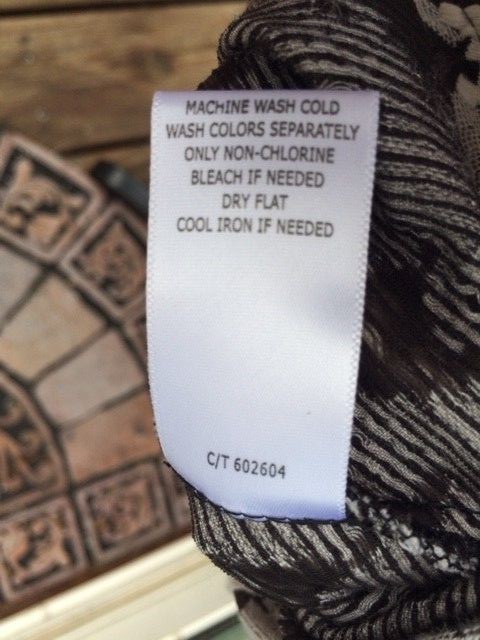 MACHINE WASH COLD
WASH COLORS SEPARATELY
ONLY NON-CHLORINE
BLEACH IF NEEDED
DRY FLAT
COOL IRON IF NEEDED
C/T 602604